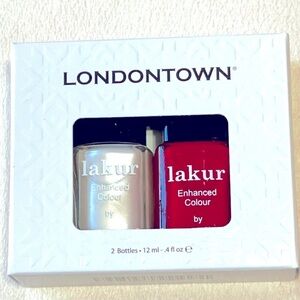 LONDONTOWN®
lakur
Enhanced
Colour
by
lakur
Enhanced
Colour
by
2 Bottles • 12 ml - .4 fl oz ℮